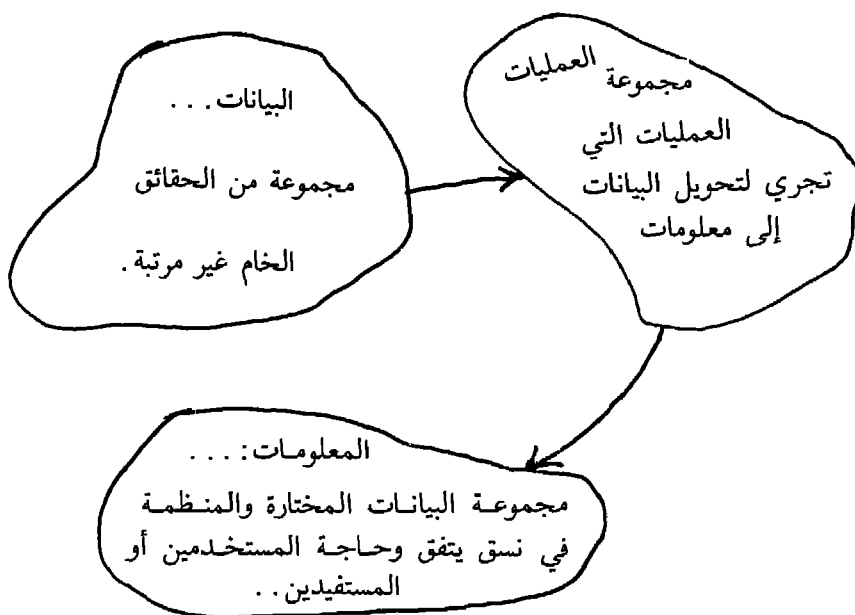 البيانات...
مجموعة من الحقائق
الخام غير مرتبة.
مجموعة العمليات
العمليات التي
تجري لتحويل البيانات
إلى معلومات
المعلومات:...
مجموعة البيانات المختارة والمنظمة
في نسق يتفق وحاجة المستخدمين أو
المستفيدين..